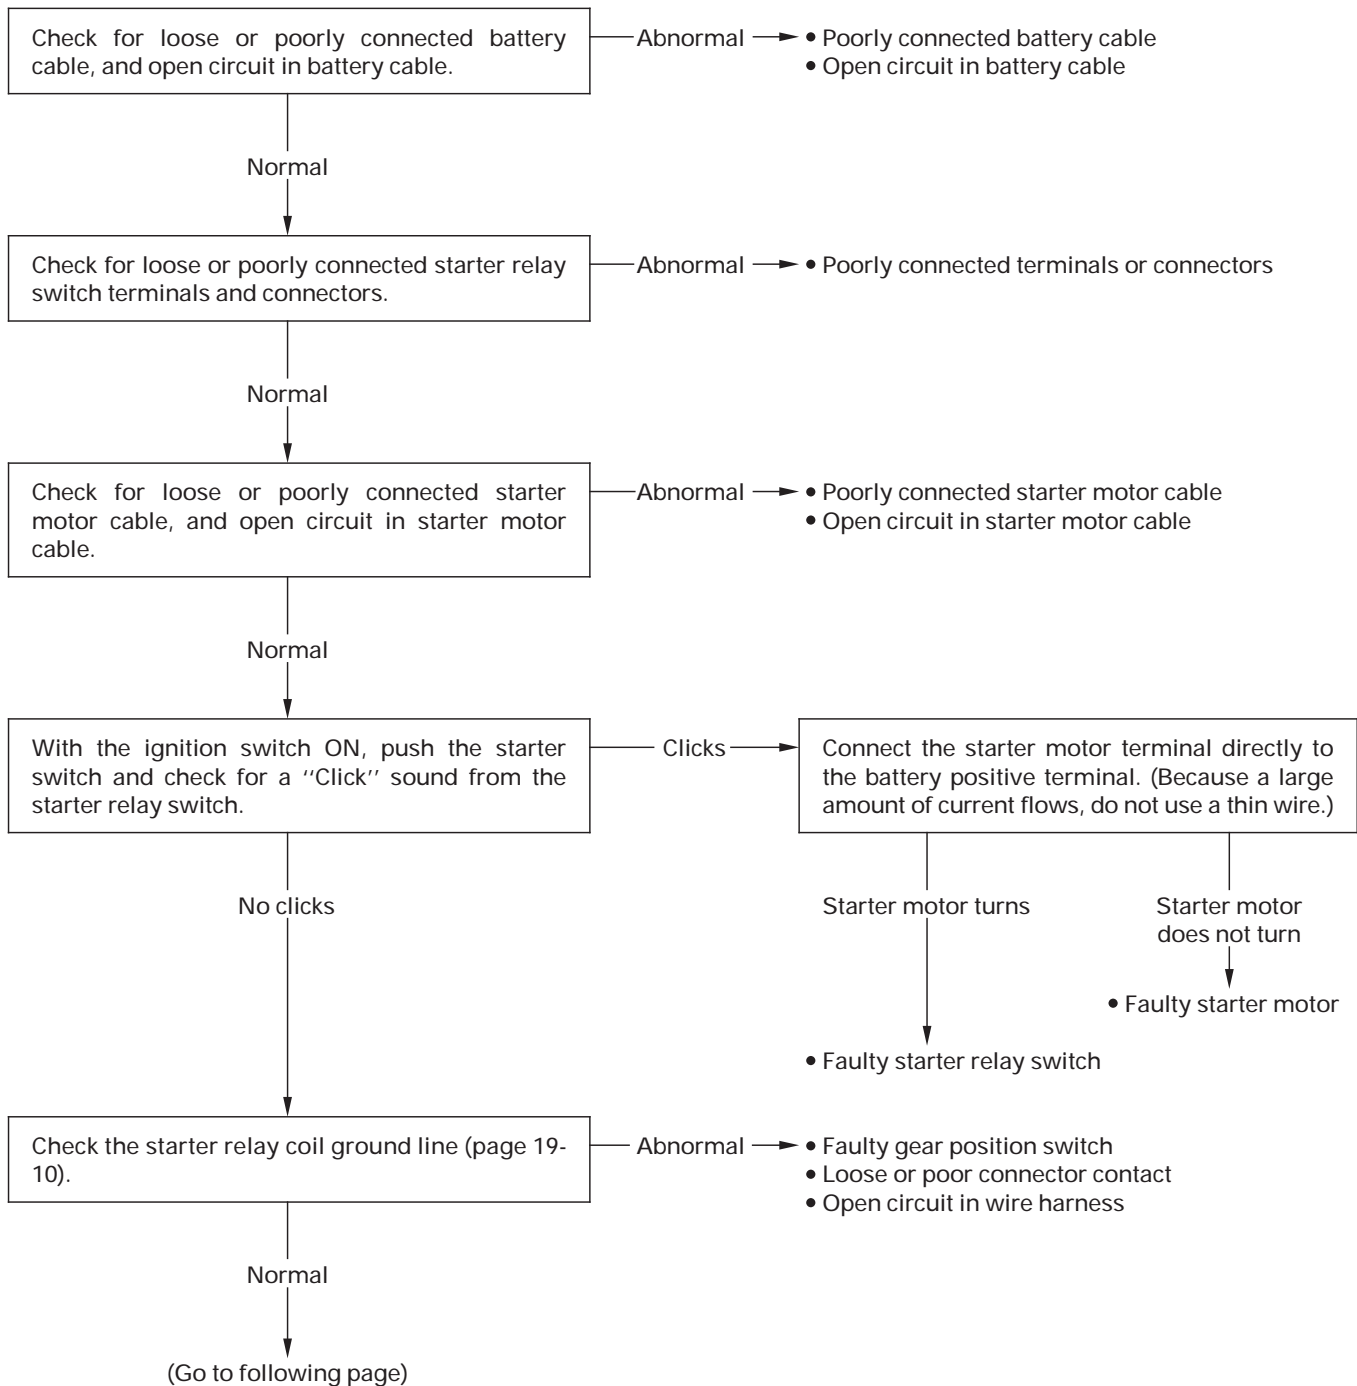 Check for loose or poorly connected battery
cable, and open circuit in battery cable.
Abnormal
• Poorly connected battery cable
• Open circuit in battery cable
Normal
Check for loose or poorly connected starter relay
switch terminals and connectors.
Abnormal
• Poorly connected terminals or connectors
Normal
Check for loose or poorly connected starter
motor cable, and open circuit in starter motor
cable.
Abnormal
• Poorly connected starter motor cable
• Open circuit in starter motor cable
Normal
With the ignition switch ON, push the starter
switch and check for a ‘‘Click’’ sound from the
starter relay switch.
Clicks
Connect the starter motor terminal directly to
the battery positive terminal. (Because a large
amount of current flows, do not use a thin wire.)
No clicks
Starter motor turns
Starter motor
does not turn
• Faulty starter motor
• Faulty starter relay switch
Check the starter relay coil ground line (page 19-
10).
Abnormal
• Faulty gear position switch
• Loose or poor connector contact
• Open circuit in wire harness
Normal
(Go to following page)